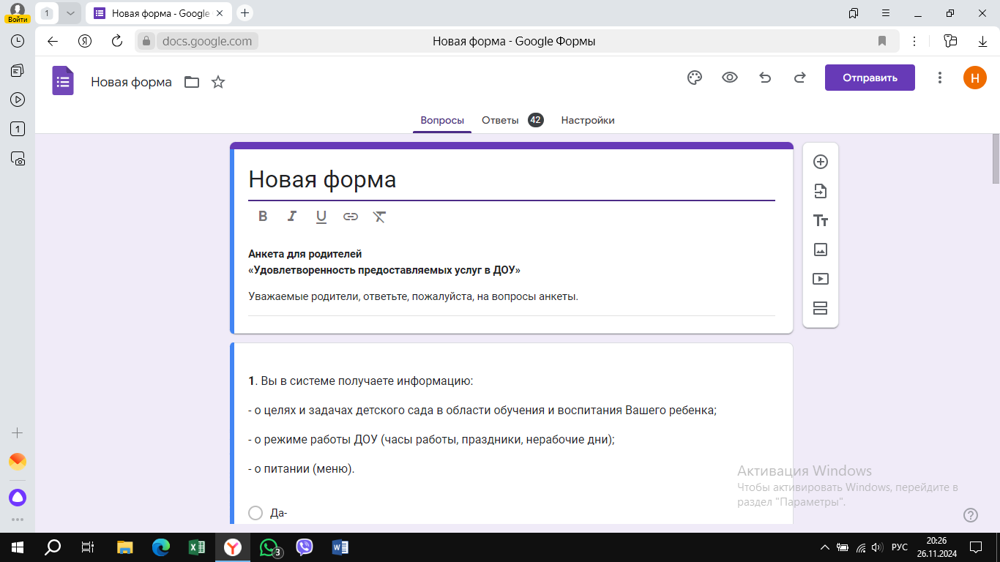 Войти
1
Новая форма - Google
docs.google.com
Новая форма - Google Формы
1
Новая форма
Отправить
Н
Вопросы
Ответы 42
Настройки
Новая форма
B I U
Tт
Анкета для родителей
«Удовлетворенность предоставляемых услуг в ДОУ»
Уважаемые родители, ответьте, пожалуйста, на вопросы анкеты.
1. Вы в системе получаете информацию:
- о целях и задачах детского сада в области обучения и воспитания Вашего ребенка;
- о режиме работы ДОУ (часы работы, праздники, нерабочие дни);
- о питании (меню).
Да-
Активация Windows
Чтобы активировать Windows, перейдите в
раздел "Параметры".
3
РУС
20:26
26.11.2024